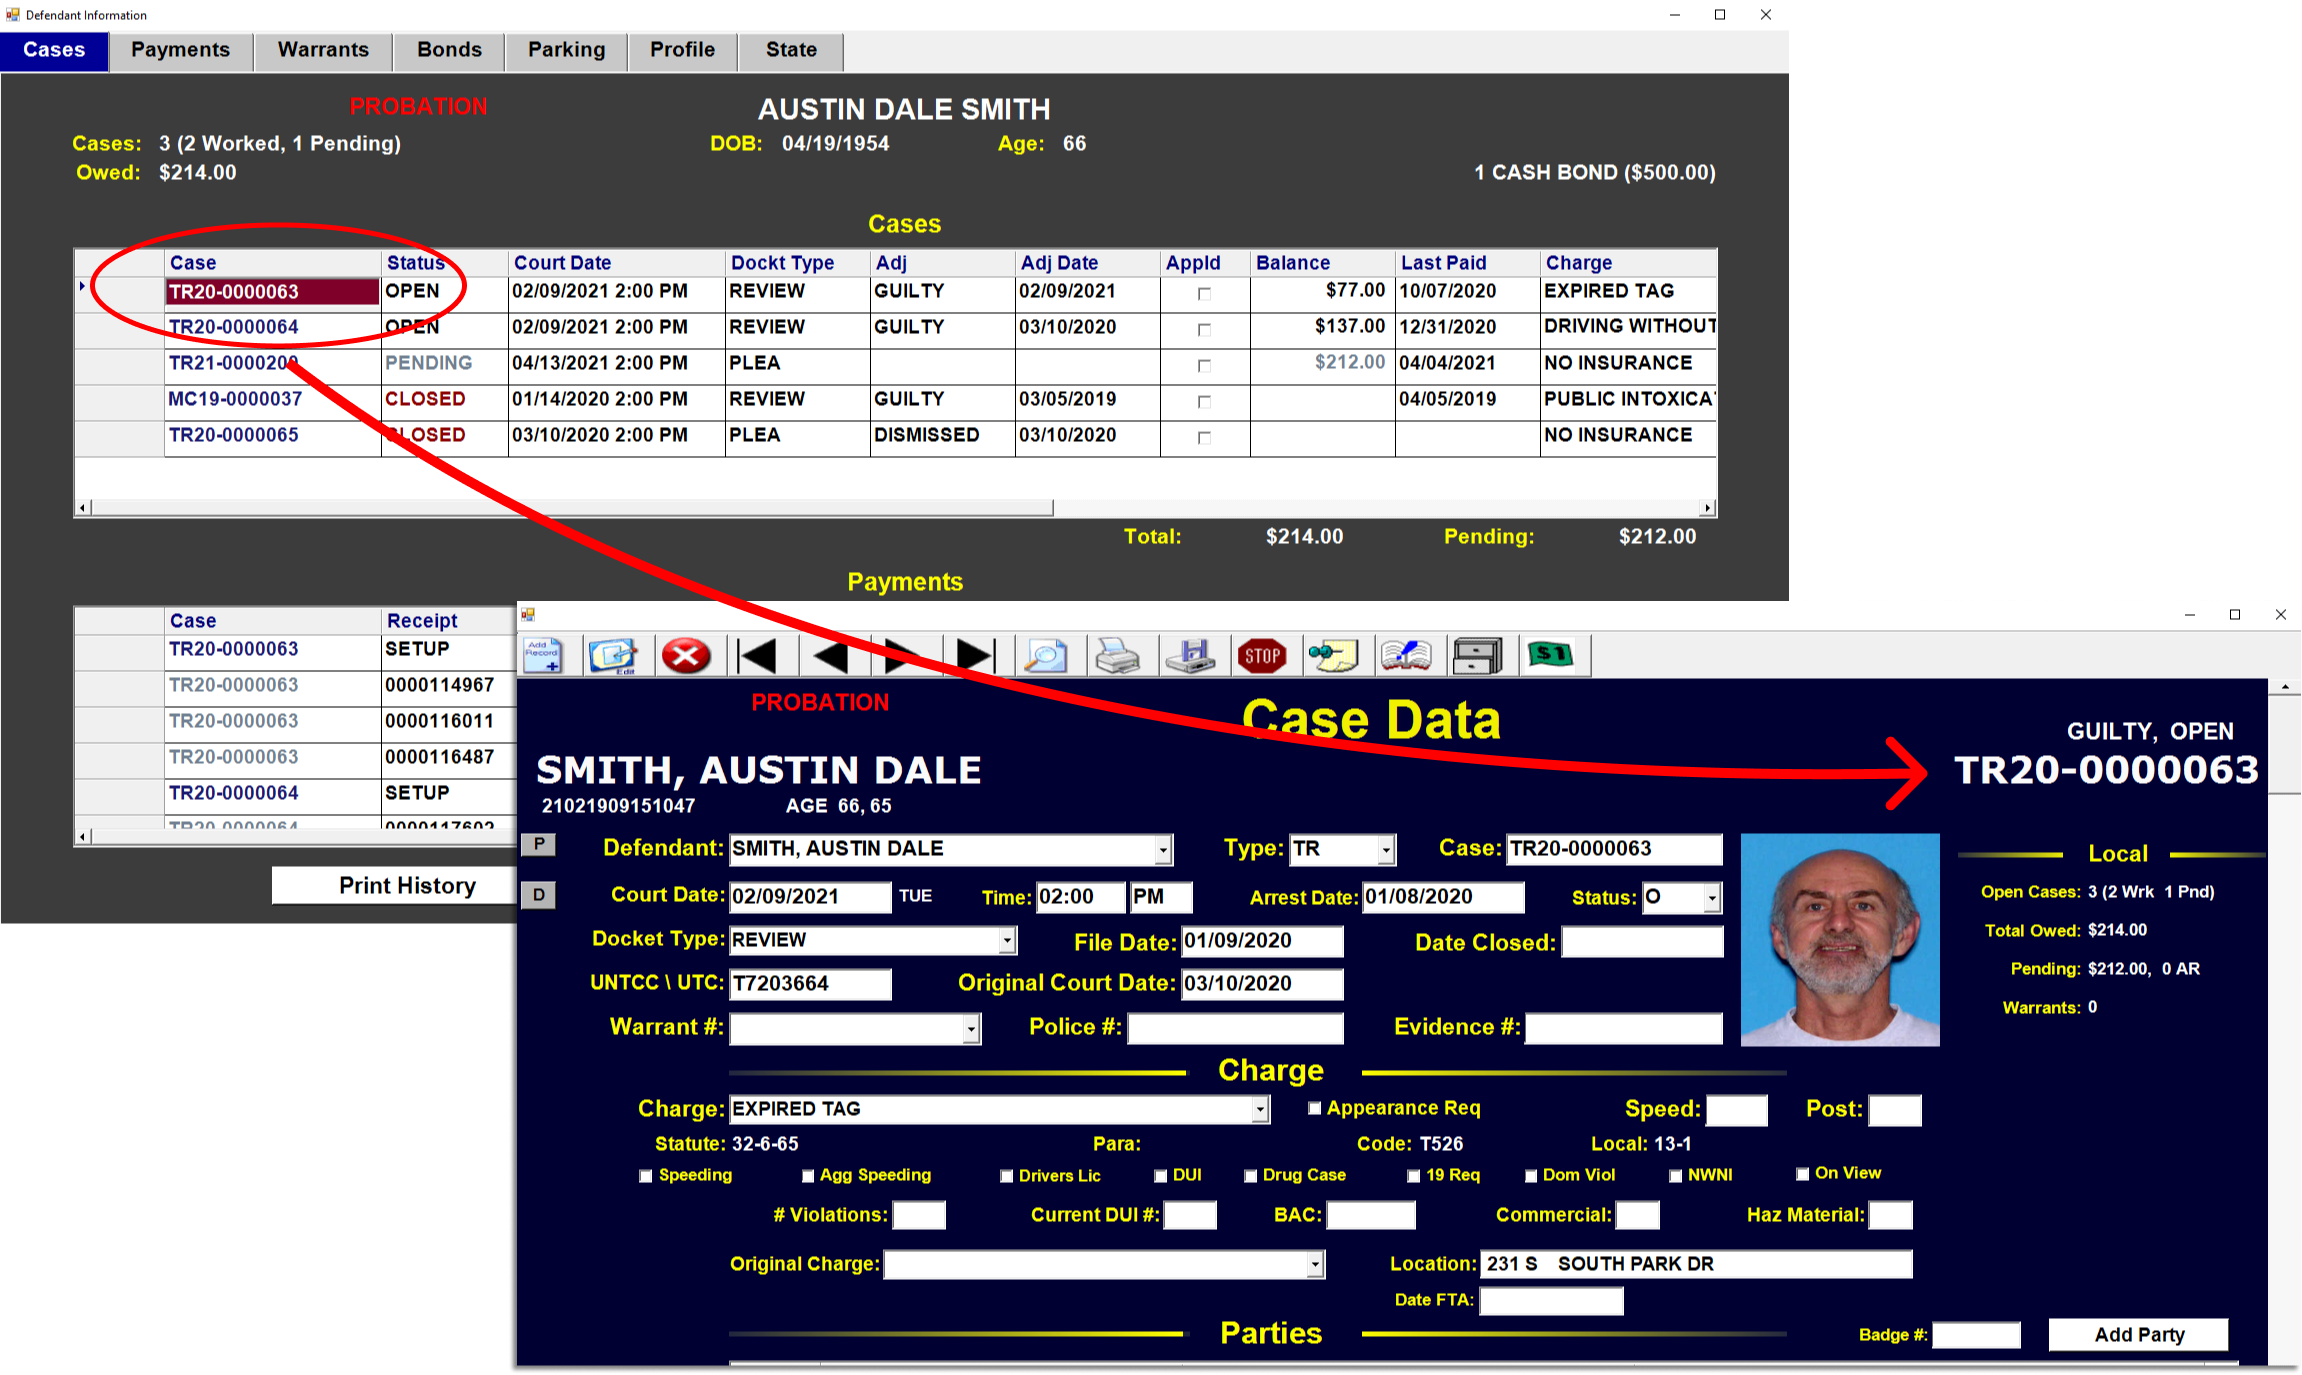 Defendant Information
Cases Payments Warrants Bonds Parking Profile State
PROBATION AUSTIN DALE SMITH
Cases: 3 (2 Worked, 1 Pending) DOB: 04/19/1954 Age: 66
Owed: $214.00 1 CASH BOND ($500.00)
Cases
Case Status Court Date Dockt Type Adj Adj Date Appld Balance Last Paid Charge
TR20-0000063 OPEN 02/09/2021 2:00 PM REVIEW GUILTY 02/09/2021 $77.00 10/07/2020 EXPIRED TAG
TR20-0000064 OPEN 02/09/2021 2:00 PM REVIEW GUILTY 03/10/2020 $137.00 12/31/2020 DRIVING WITHOUT
TR21-0000200 PENDING 04/13/2021 2:00 PM PLEA $212.00 04/04/2021 NO INSURANCE
MC19-0000037 CLOSED 01/14/2020 2:00 PM REVIEW GUILTY 03/05/2019 04/05/2019 PUBLIC INTOXICA
TR20-0000065 CLOSED 03/10/2020 2:00 PM PLEA DISMISSED 03/10/2020 NO INSURANCE
Total: $214.00 Pending: $212.00
Payments
Case Receipt
TR20-0000063 SETUP
TR20-0000063 0000114967
TR20-0000063 0000116011
TR20-0000063 0000116487
TR20-0000064 SETUP
TR20-0000064 0000117602
Print History
Add Record
Edit
STOP
$1
PROBATION Case Data
GUILTY, OPEN
SMITH, AUSTIN DALE TR20-0000063
21021909151047 AGE 66, 65
P Defendant: SMITH, AUSTIN DALE Type: TR Case: TR20-0000063
D Court Date: 02/09/2021 TUE Time: 02:00 PM Arrest Date: 01/08/2020 Status: O
Docket Type: REVIEW File Date: 01/09/2020 Date Closed:
UNTCC \ UTC: T7203664 Original Court Date: 03/10/2020
Warrant #: Police #: Evidence #:
Local
Open Cases: 3 (2 Wrk 1 Pnd)
Total Owed: $214.00
Pending: $212.00, 0 AR
Warrants: 0
Charge
Charge: EXPIRED TAG Appearance Req Speed: Post:
Statute: 32-6-65 Para: Code: T526 Local: 13-1
Speeding Agg Speeding Drivers Lic DUI Drug Case 19 Req Dom Viol NWNI On View
# Violations: Current DUI #: BAC: Commercial: Haz Material:
Original Charge: Location: 231 S SOUTH PARK DR
Date FTA:
Parties Badge #: Add Party